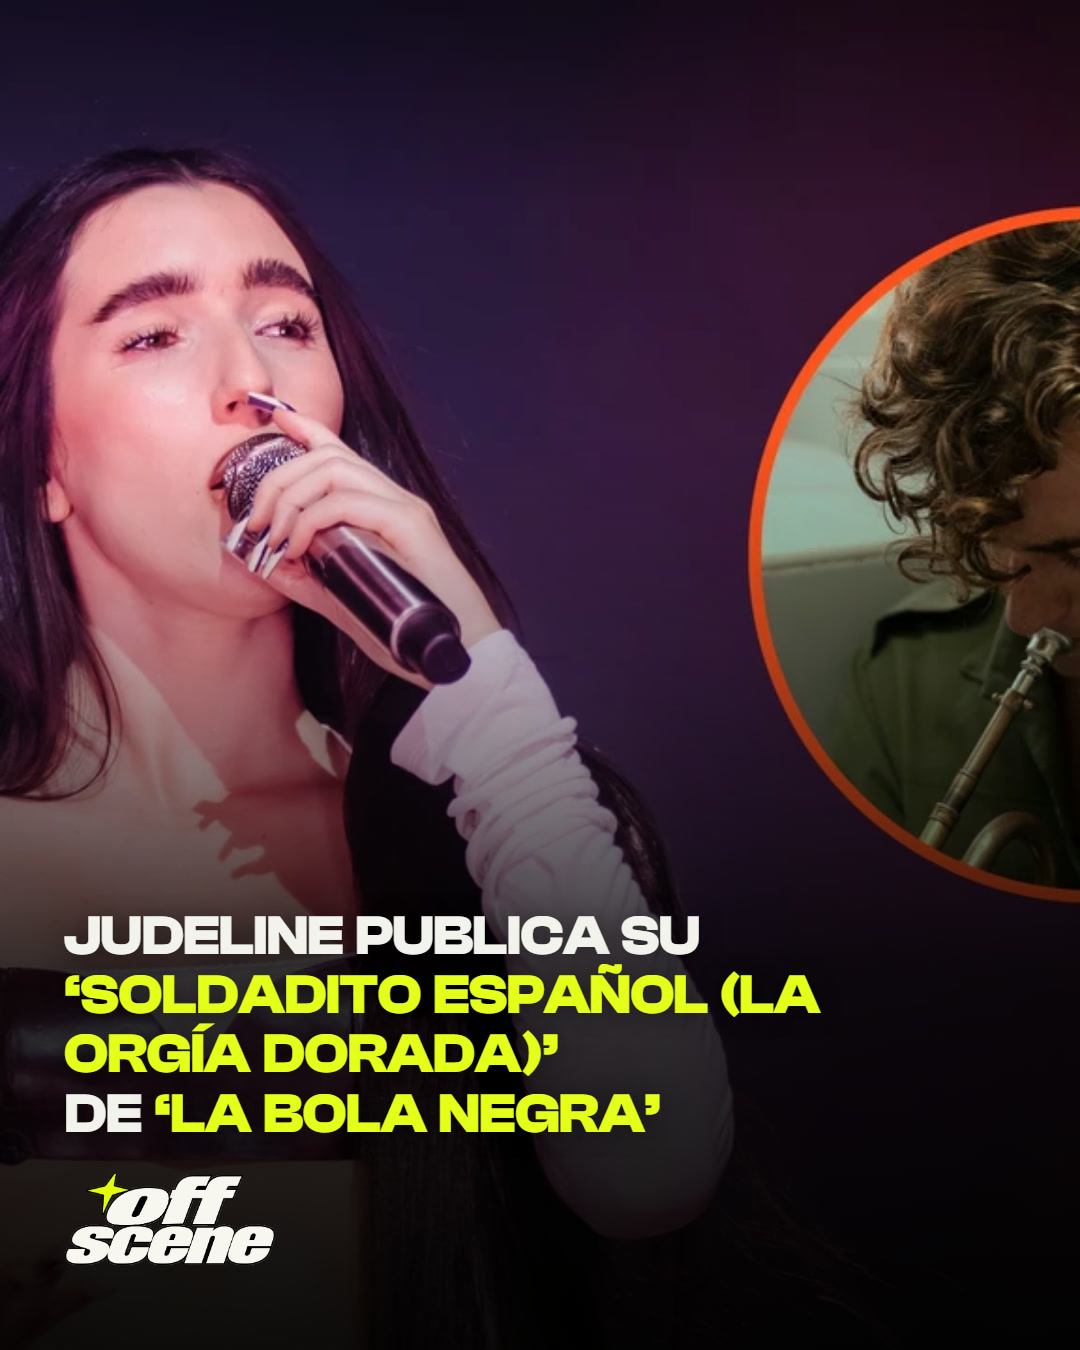 JUDELINE PUBLICA SU
‘SOLDADITO ESPAÑOL (LA
ORGÍA DORADA)’
DE ‘LA BOLA NEGRA’
off
scene